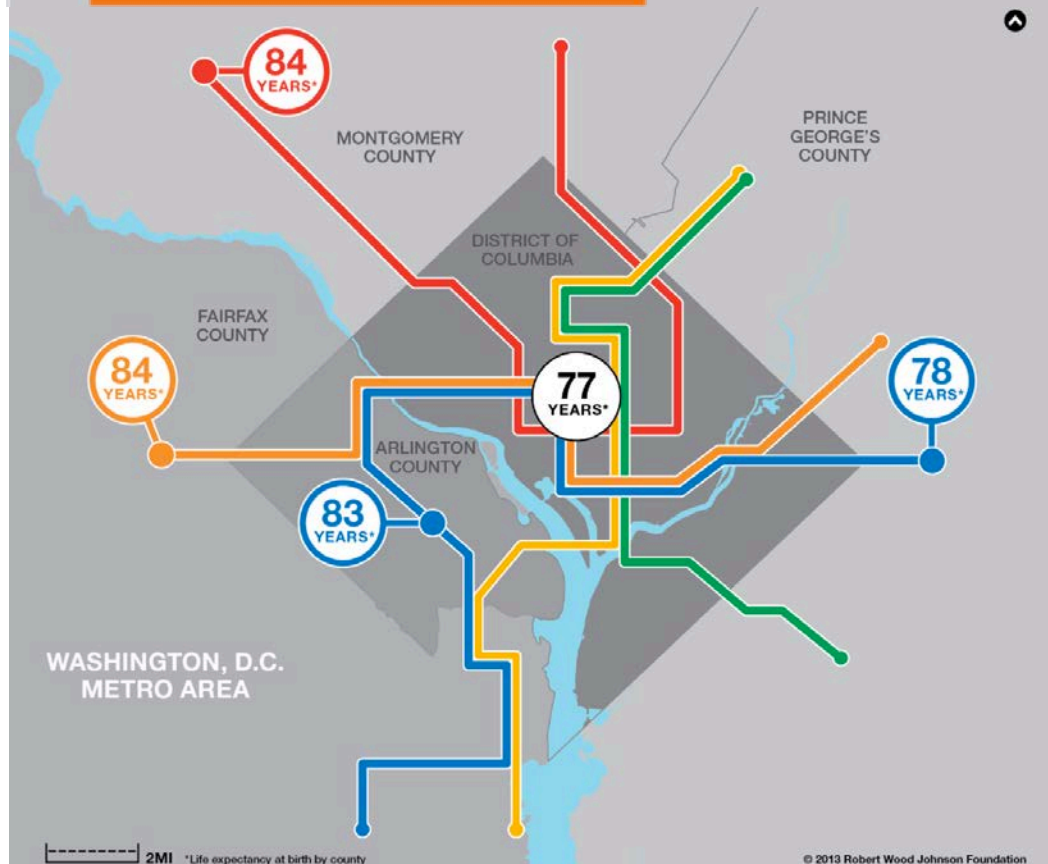 84
YEARS*
MONTGOMERY
COUNTY
PRINCE
GEORGE'S
COUNTY
DISTRICT OF
COLUMBIA
FAIRFAX
COUNTY
84
YEARS*
77
YEARS*
78
YEARS*
ARLINGTON
COUNTY
83
YEARS*
WASHINGTON, D.C.
METRO AREA
2MI *Life expectancy at birth by county
© 2013 Robert Wood Johnson Foundation